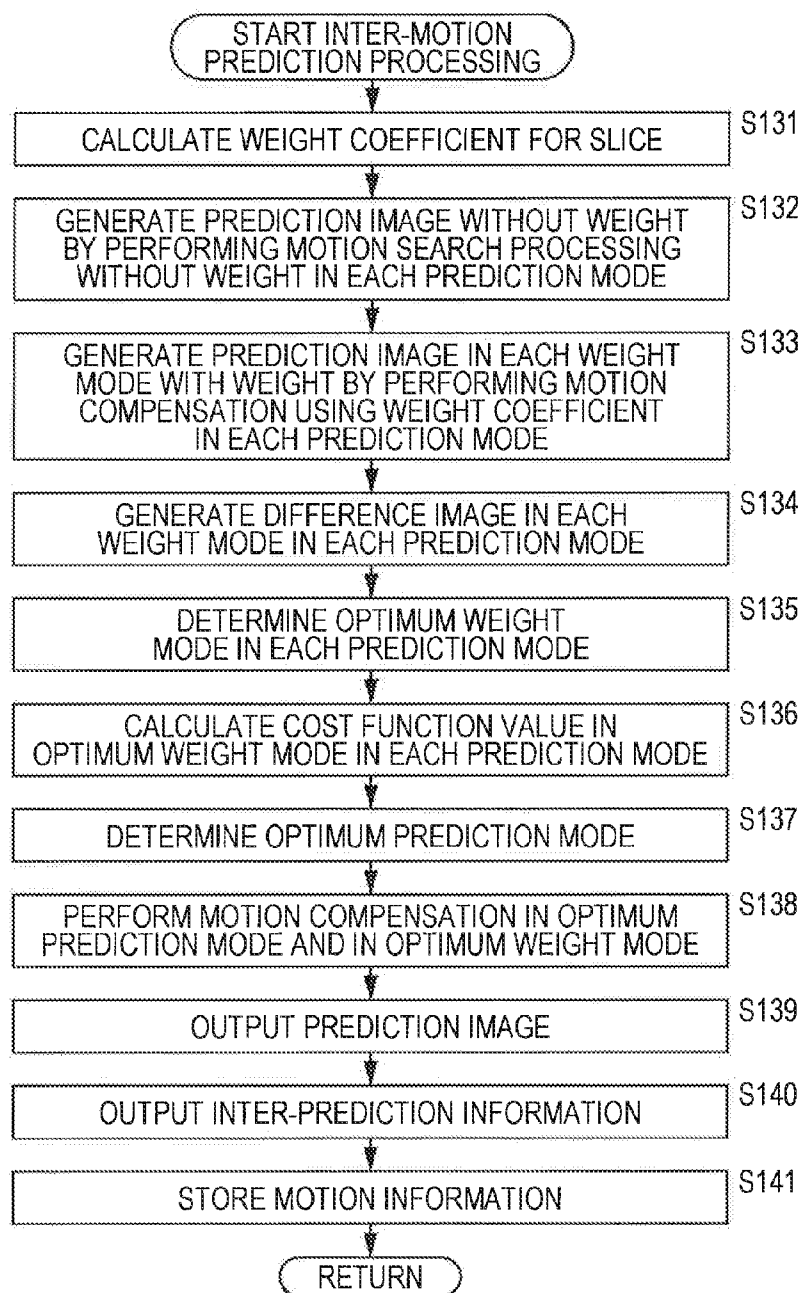 START INTER-MOTION
PREDICTION PROCESSING
S131
CALCULATE WEIGHT COEFFICIENT FOR SLICE
S132
GENERATE PREDICTION IMAGE WITHOUT WEIGHT
BY PERFORMING MOTION SEARCH PROCESSING
WITHOUT WEIGHT IN EACH PREDICTION MODE
S133
GENERATE PREDICTION IMAGE IN EACH WEIGHT
MODE WITH WEIGHT BY PERFORMING MOTION
COMPENSATION USING WEIGHT COEFFICIENT
IN EACH PREDICTION MODE
S134
GENERATE DIFFERENCE IMAGE IN EACH
WEIGHT MODE IN EACH PREDICTION MODE
S135
DETERMINE OPTIMUM WEIGHT
MODE IN EACH PREDICTION MODE
S136
CALCULATE COST FUNCTION VALUE IN
OPTIMUM WEIGHT MODE IN EACH PREDICTION MODE
S137
DETERMINE OPTIMUM PREDICTION MODE
S138
PERFORM MOTION COMPENSATION IN OPTIMUM
PREDICTION MODE AND IN OPTIMUM WEIGHT MODE
S139
OUTPUT PREDICTION IMAGE
S140
OUTPUT INTER-PREDICTION INFORMATION
S141
STORE MOTION INFORMATION
RETURN